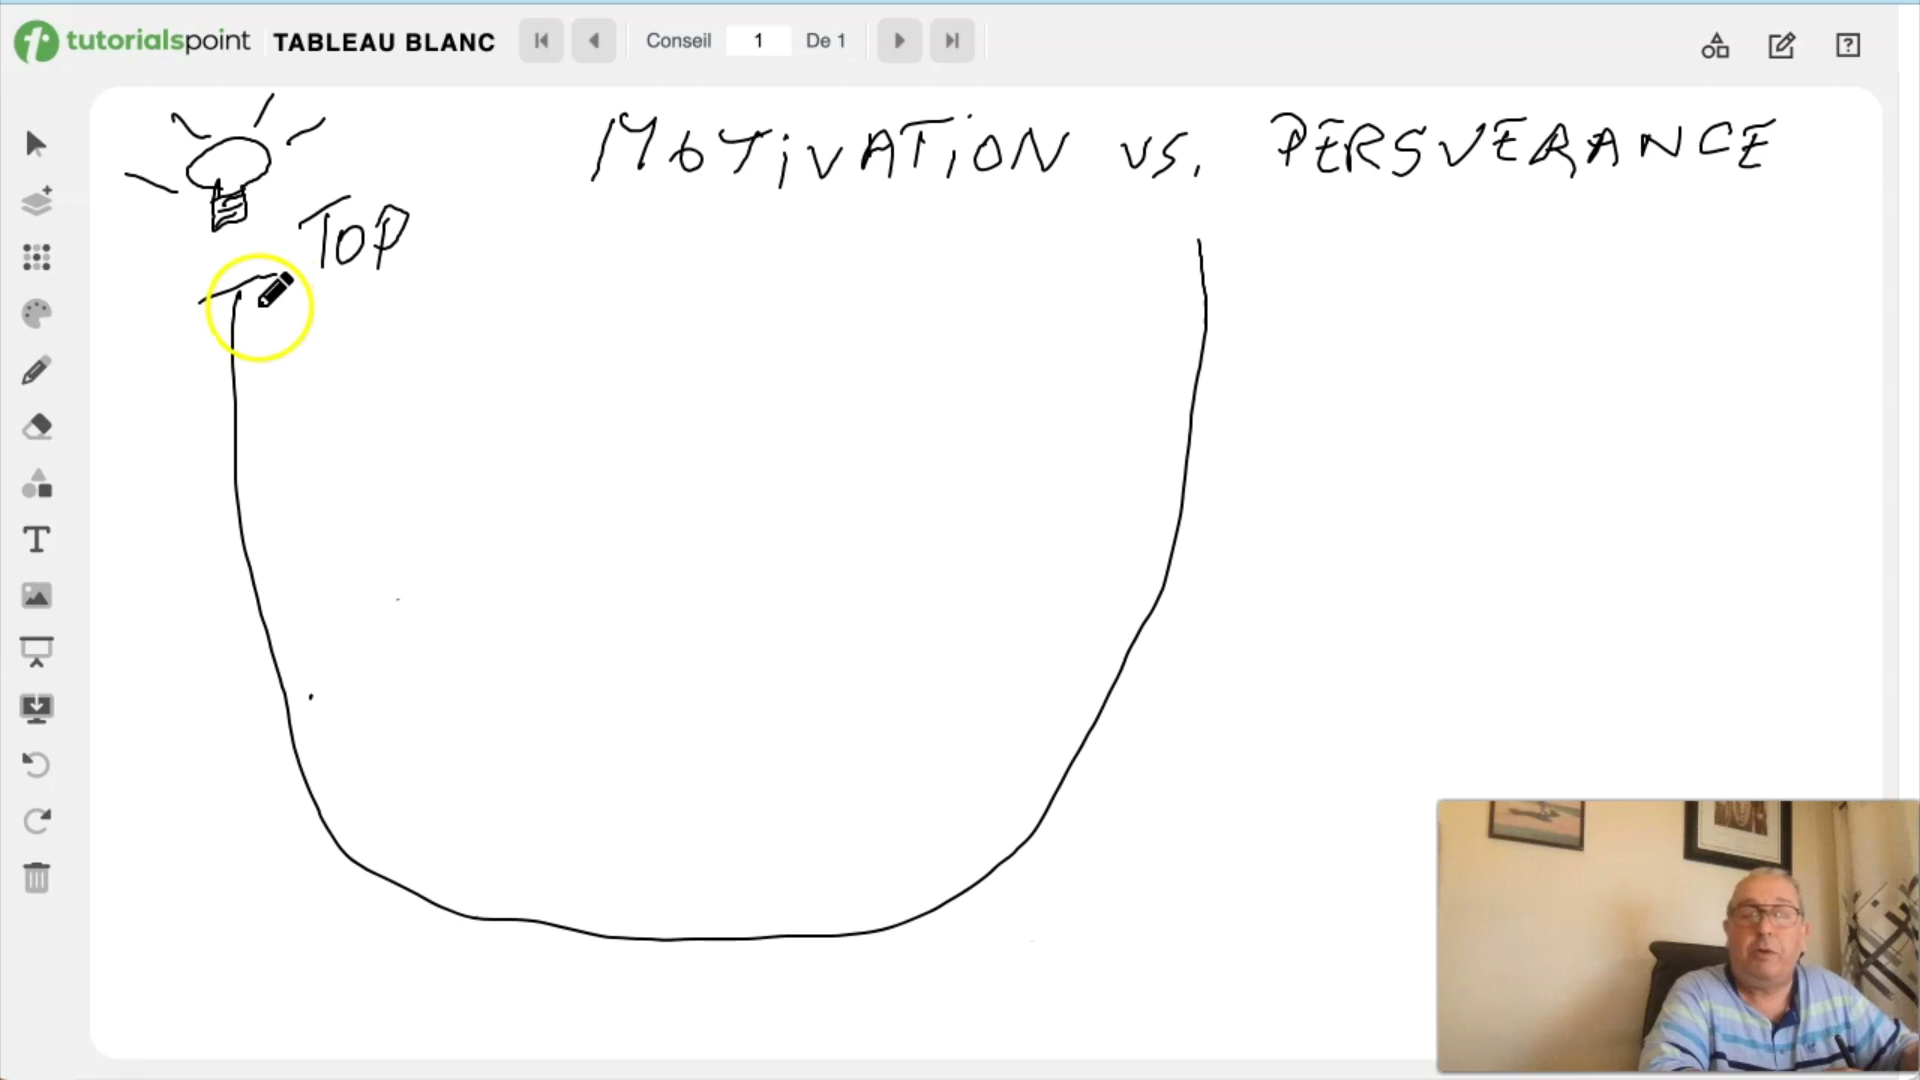 tutorialspoint TABLEAU BLANC Conseil 1 De 1
MOTIVATION VS. PERSVERANCE
TOP